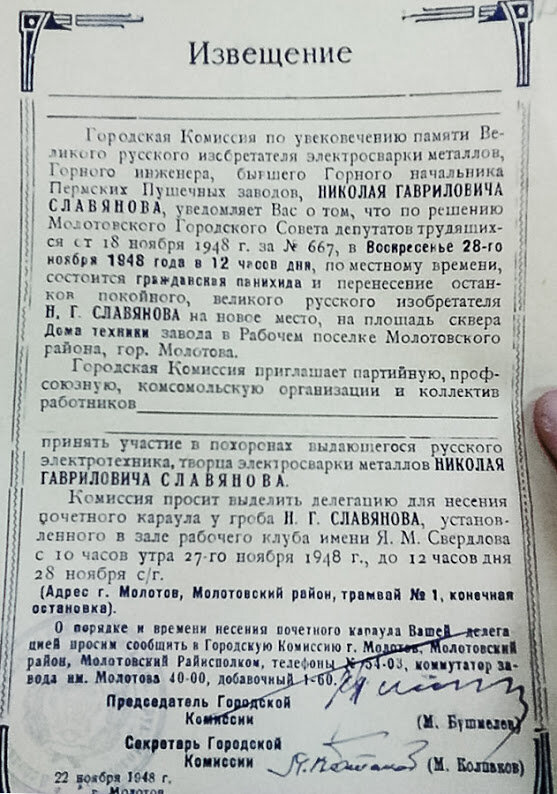 Извещение
Городская Комиссия по увековечению памяти Ве-
ликого русского изобретателя электросварки металлов,
Горного инженера, бывшего Горного начальника
Пермских Пушечных заводов, НИКОЛАЯ ГАВРИЛОВИЧА
СЛАВЯНОВА, уведомляет Вас о том, что по решению
Молотовского Городского Совета депутатов трудящих-
ся от 18 ноября 1948 г. за № 667, в Воскресенье 28-го
ноября 1948 года в 12 часов дня, по местному времени,
состоится гражданская панихида и перенесение остан-
ков покойного, великого русского изобретателя
Н. Г. СЛАВЯНОВА на новое место, на площадь сквера
Дома техники завода в Рабочем поселке Молотовского
района, гор. Молотова.
Городская Комиссия приглашает партийную, проф-
союзную, комсомольскую организации и коллектив
работников
принять участие в похоронах выдающегося русского
электротехника, творца электросварки металлов НИКОЛАЯ
ГАВРИЛОВИЧА СЛАВЯНОВА.
Комиссия просит выделить делегацию для несения
почетного караула у гроба Н. Г. СЛАВЯНОВА, установ-
ленного в зале рабочего клуба имени Я. М. Свердлова
с 10 часов утра 27-го ноября 1948 г., до 12 часов дня
28 ноября с/г.
(Адрес г. Молотов, Молотовский район, трамвай № 1, конечная
остановка).
О порядке и времени несения почетного караула Вашей делега
цией просим сообщить в Городскую Комиссию г. Молотов, Молотовский
район, Молотовский Райисполком, телефоны № 54-03, коммутатор за-
вода им. Молотова 40-00, добавочный 1-60.
Председатель Городской
Комиссии (М. Бушмелев)
Секретарь Городской
Комиссии (М. Колпаков)
22 ноября 1948 г.
г. Молотов